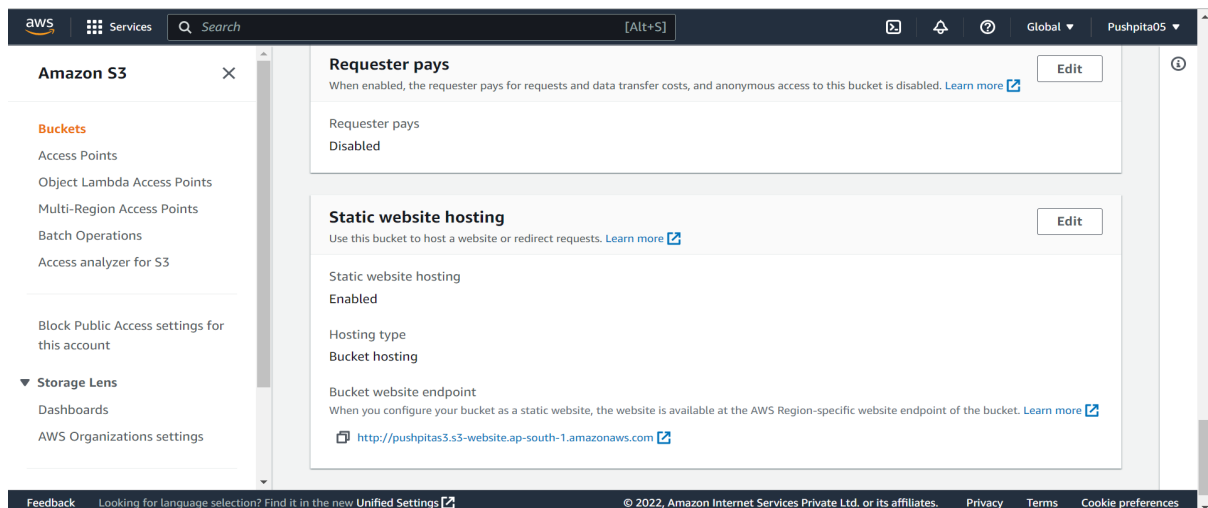 aws
Services
Search
[Alt+S]
Global ▼
Pushpita05 ▼
Amazon S3
Buckets
Access Points
Object Lambda Access Points
Multi-Region Access Points
Batch Operations
Access analyzer for S3
Block Public Access settings for
this account
▼ Storage Lens
Dashboards
AWS Organizations settings
Requester pays
Edit
When enabled, the requester pays for requests and data transfer costs, and anonymous access to this bucket is disabled. Learn more
Requester pays
Disabled
Static website hosting
Edit
Use this bucket to host a website or redirect requests. Learn more
Static website hosting
Enabled
Hosting type
Bucket hosting
Bucket website endpoint
When you configure your bucket as a static website, the website is available at the AWS Region-specific website endpoint of the bucket. Learn more
http://pushpitas3.s3-website.ap-south-1.amazonaws.com
Feedback
Looking for language selection? Find it in the new Unified Settings
© 2022, Amazon Internet Services Private Ltd. or its affiliates.
Privacy
Terms
Cookie preferences